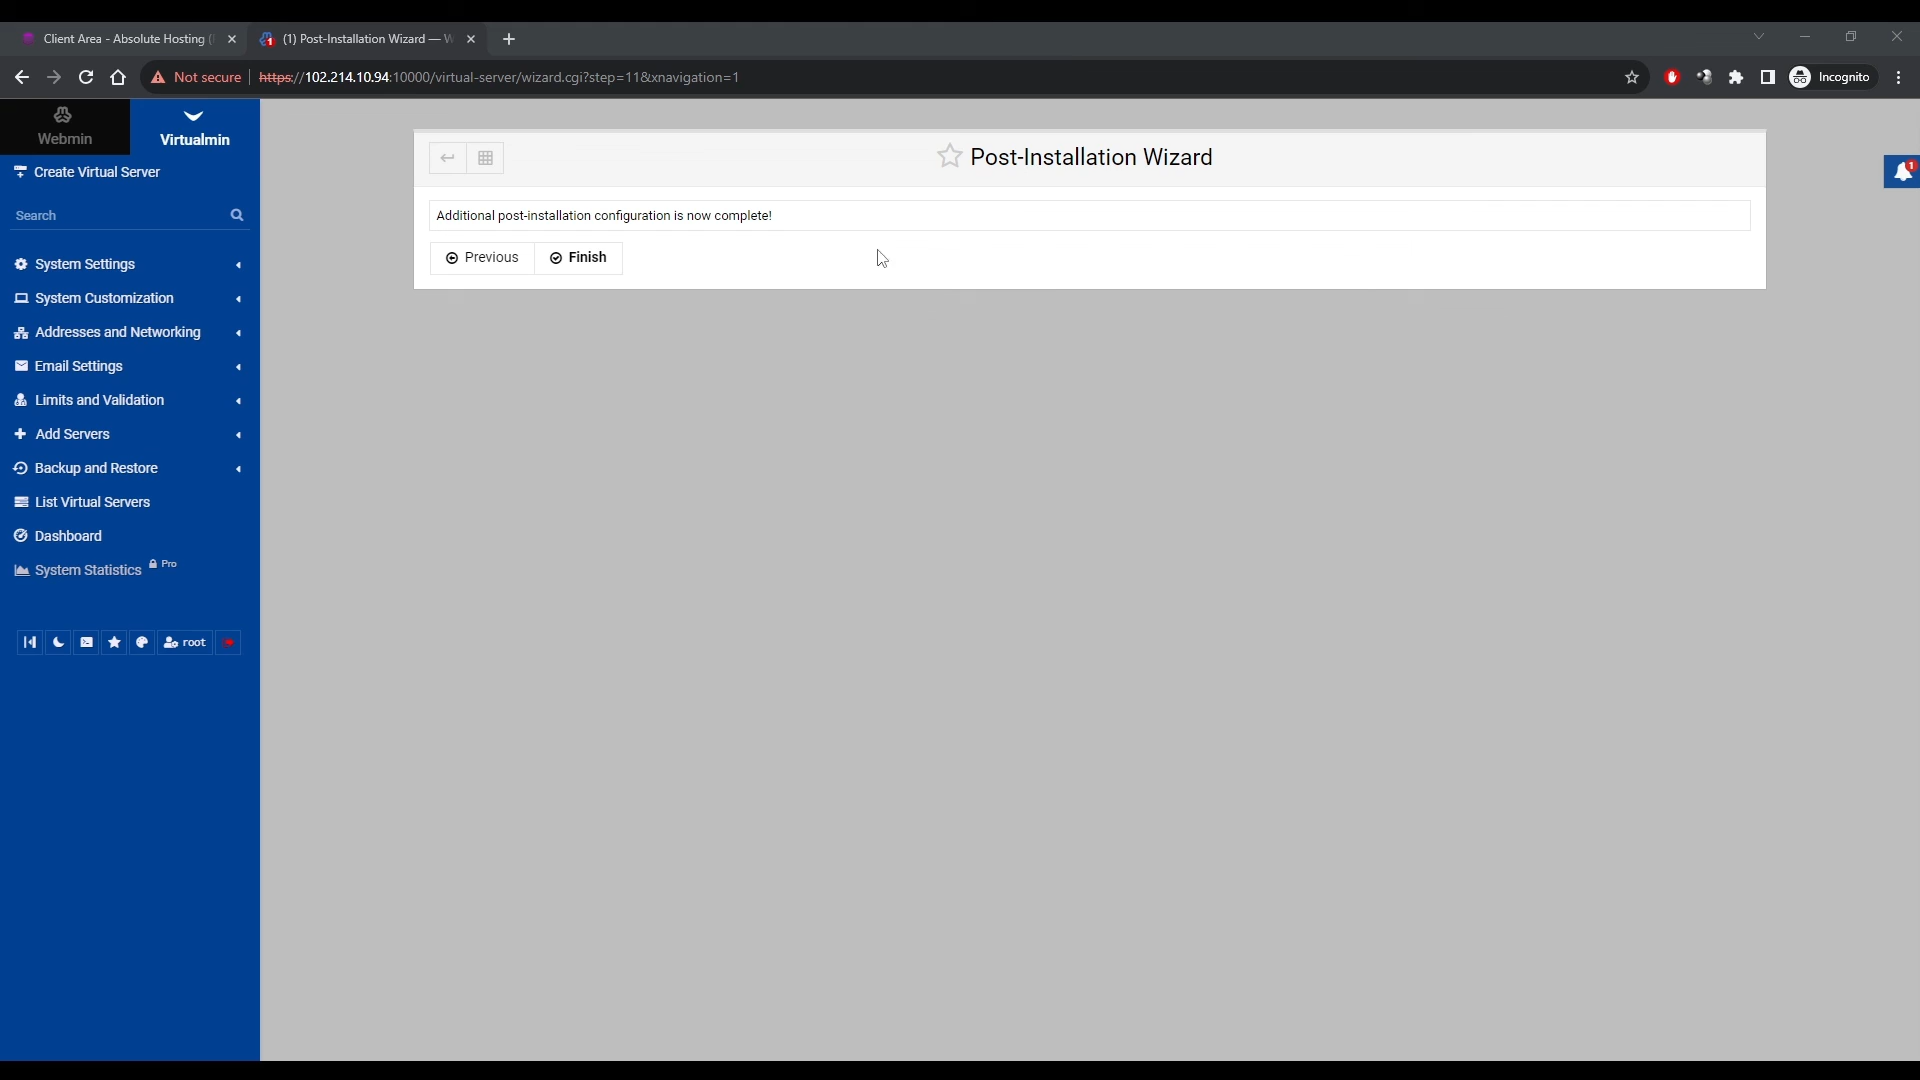 Client Area - Absolute Hosting (
(1) Post-Installation Wizard — W
Not secure
https://102.214.10.94:10000/virtual-server/wizard.cgi?step=11&xnavigation=1
Incognito
Webmin
Virtualmin
Create Virtual Server
Search
System Settings
System Customization
Addresses and Networking
Email Settings
Limits and Validation
Add Servers
Backup and Restore
List Virtual Servers
Dashboard
System Statistics Pro
root
Post-Installation Wizard
1
Additional post-installation configuration is now complete!
Previous
Finish